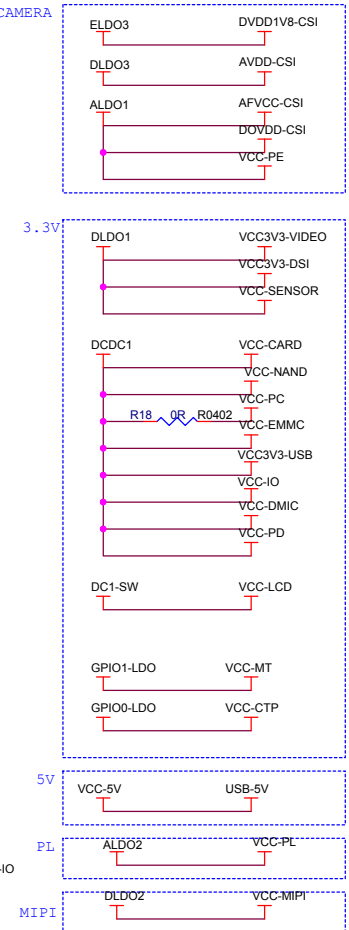 CAMERA
ELDO3 DVDD1V8-CSI
DLDO3 AVDD-CSI
ALDO1 AFVCC-CSI
DOVDD-CSI
VCC-PE
3.3V
DLDO1 VCC3V3-VIDEO
VCC3V3-DSI
VCC-SENSOR
DCDC1 VCC-CARD
VCC-NAND
VCC-PC
R18 0R R0402
VCC-EMMC
VCC3V3-USB
VCC-IO
VCC-DMIC
VCC-PD
DC1-SW VCC-LCD
GPIO1-LDO VCC-MT
GPIO0-LDO VCC-CTP
5V
VCC-5V USB-5V
PL
ALDO2 VCC-PL
-IO
MIPI
DLDO2 VCC-MIPI